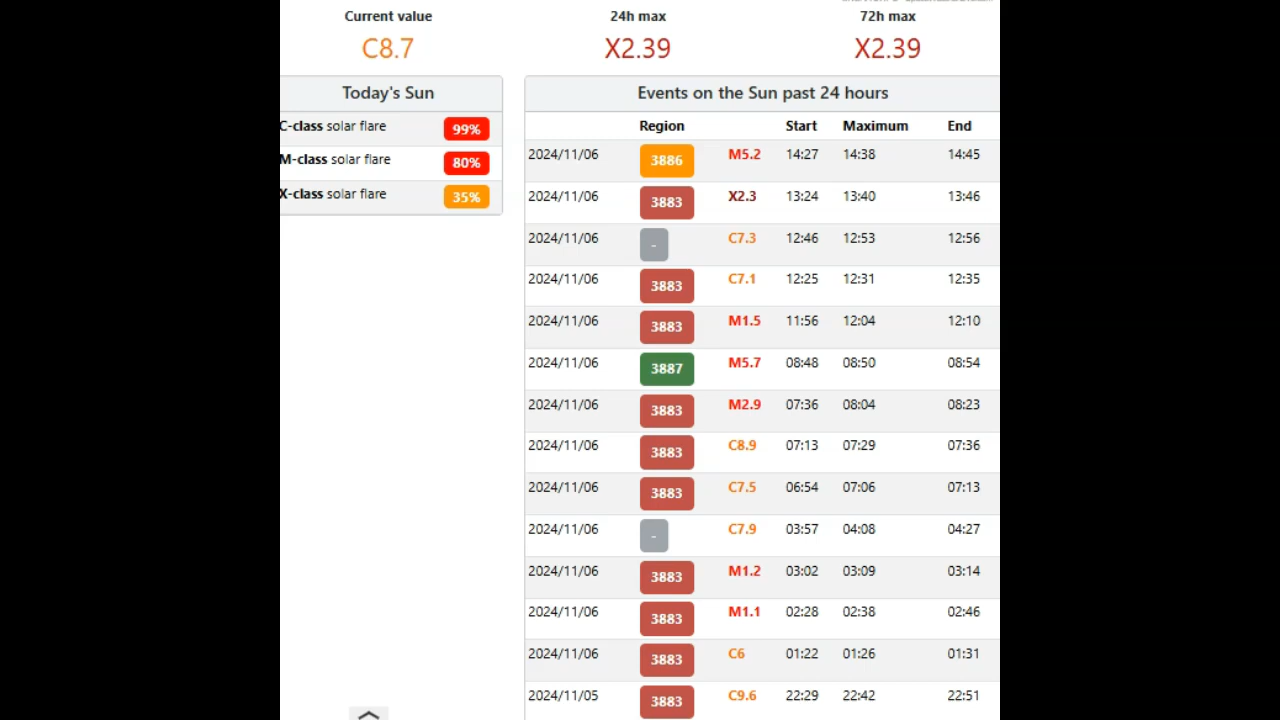 Current value 24h max 72h max
C8.7 X2.39 X2.39
Today's Sun
C-class solar flare 99%
M-class solar flare 80%
X-class solar flare 35%
Events on the Sun past 24 hours
Region Start Maximum End
2024/11/06 3886 M5.2 14:27 14:38 14:45
2024/11/06 3883 X2.3 13:24 13:40 13:46
2024/11/06 - C7.3 12:46 12:53 12:56
2024/11/06 3883 C7.1 12:25 12:31 12:35
2024/11/06 3883 M1.5 11:56 12:04 12:10
2024/11/06 3887 M5.7 08:48 08:50 08:54
2024/11/06 3883 M2.9 07:36 08:04 08:23
2024/11/06 3883 C8.9 07:13 07:29 07:36
2024/11/06 3883 C7.5 06:54 07:06 07:13
2024/11/06 - C7.9 03:57 04:08 04:27
2024/11/06 3883 M1.2 03:02 03:09 03:14
2024/11/06 3883 M1.1 02:28 02:38 02:46
2024/11/06 3883 C6 01:22 01:26 01:31
2024/11/05 3883 C9.6 22:29 22:42 22:51